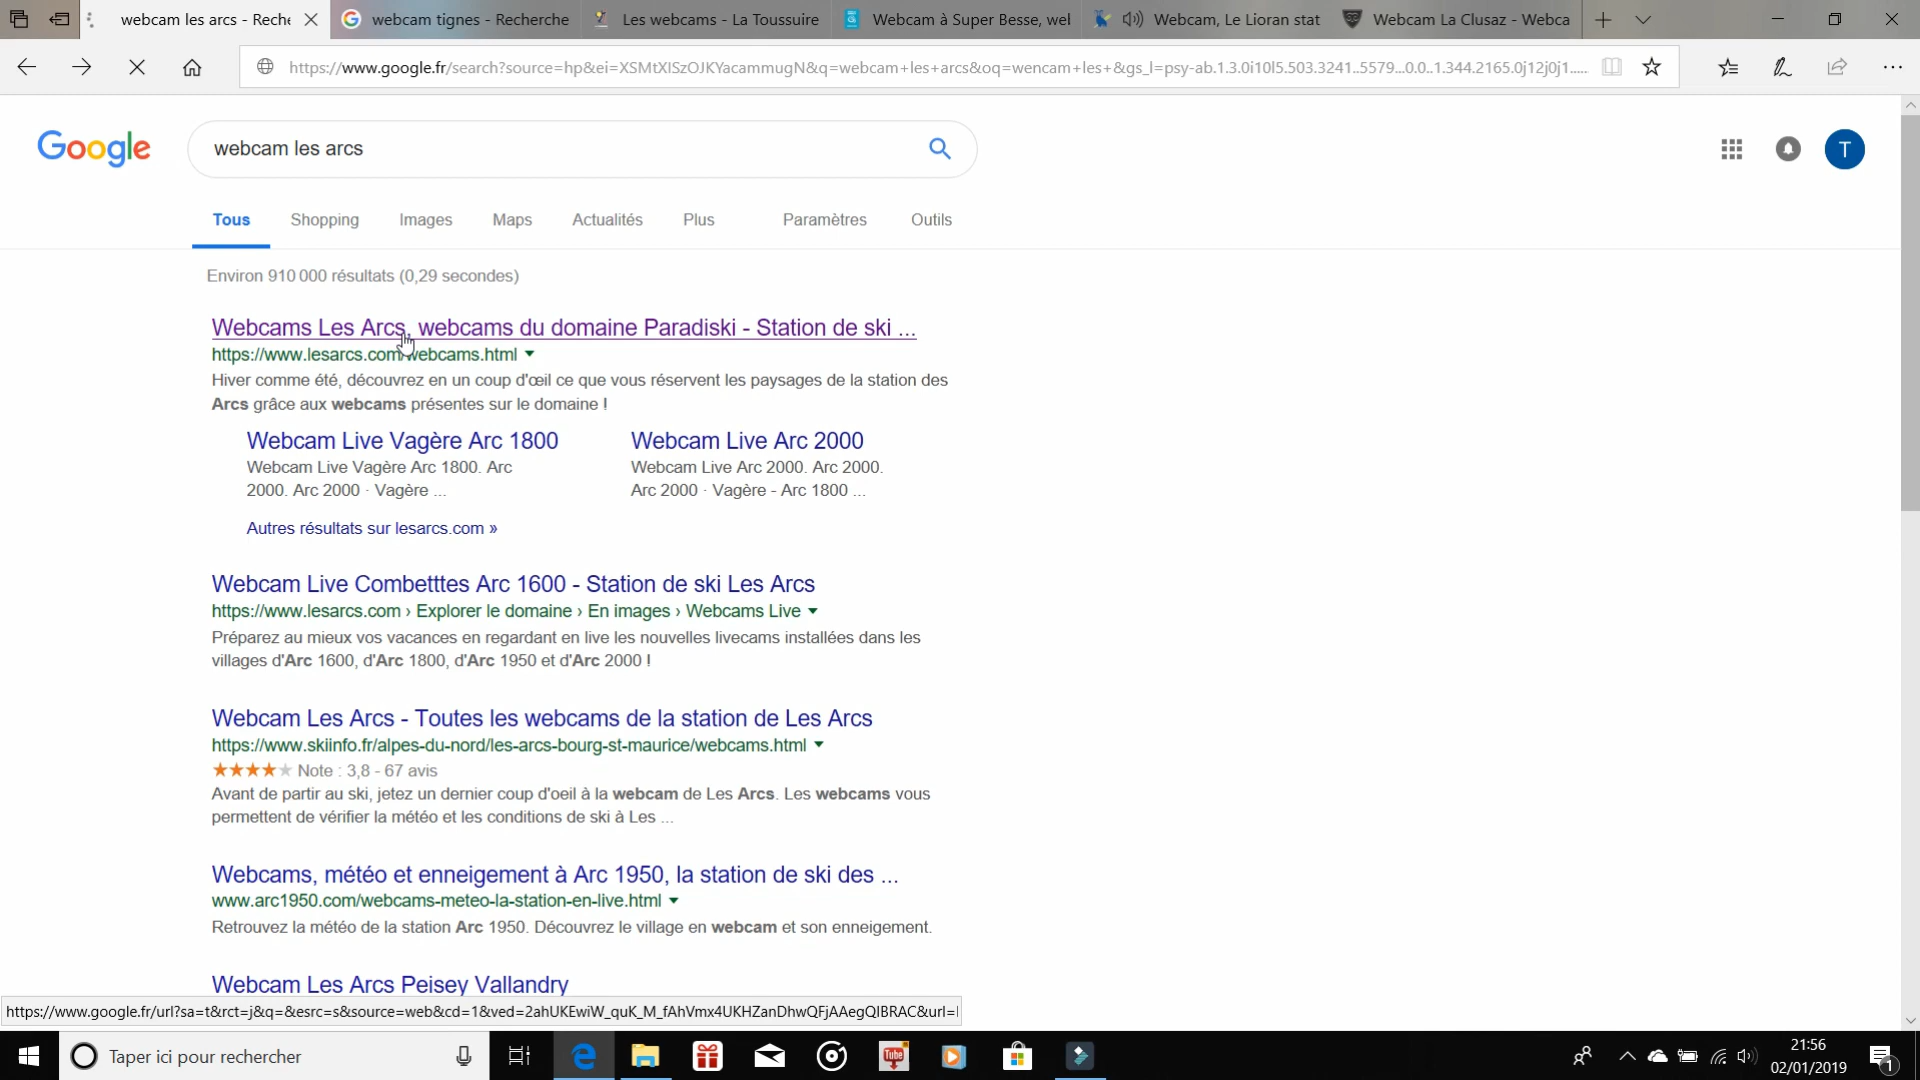 webcam les arcs - Reche
webcam tignes - Recherche
Les webcams - La Toussuire
Webcam à Super Besse, wel
Webcam, Le Lioran stat
Webcam La Clusaz - Webca
https://www.google.fr/search?source=hp&ei=XSMtXISzOJKYacammugN&q=webcam+les+arcs&oq=wencam+les+&gs_l=psy-ab.1.3.0i10l5.503.3241..5579...0.0..1.344.2165.0j12j0j1......
Google
webcam les arcs
T
Tous Shopping Images Maps Actualités Plus Paramètres Outils
Environ 910 000 résultats (0,29 secondes)
Webcams Les Arcs, webcams du domaine Paradiski - Station de ski ...
https://www.lesarcs.com/webcams.html
Hiver comme été, découvrez en un coup d'œil ce que vous réservent les paysages de la station des
Arcs grâce aux webcams présentes sur le domaine !
Webcam Live Vagère Arc 1800
Webcam Live Vagère Arc 1800. Arc
2000. Arc 2000 · Vagère ...
Webcam Live Arc 2000
Webcam Live Arc 2000. Arc 2000.
Arc 2000 · Vagère - Arc 1800 ...
Autres résultats sur lesarcs.com »
Webcam Live Combetttes Arc 1600 - Station de ski Les Arcs
https://www.lesarcs.com › Explorer le domaine › En images › Webcams Live
Préparez au mieux vos vacances en regardant en live les nouvelles livecams installées dans les
villages d'Arc 1600, d'Arc 1800, d'Arc 1950 et d'Arc 2000 !
Webcam Les Arcs - Toutes les webcams de la station de Les Arcs
https://www.skiinfo.fr/alpes-du-nord/les-arcs-bourg-st-maurice/webcams.html
Note : 3,8 - 67 avis
Avant de partir au ski, jetez un dernier coup d'oeil à la webcam de Les Arcs. Les webcams vous
permettent de vérifier la météo et les conditions de ski à Les ...
Webcams, météo et enneigement à Arc 1950, la station de ski des ...
www.arc1950.com/webcams-meteo-la-station-en-live.html
Retrouvez la météo de la station Arc 1950. Découvrez le village en webcam et son enneigement.
Webcam Les Arcs Peisey Vallandry
https://www.google.fr/url?sa=t&rct=j&q=&esrc=s&source=web&cd=1&ved=2ahUKEwiW_quK_M_fAhVmx4UKHZanDhwQFjAAegQIBRAC&url=
Taper ici pour rechercher
Tube
21:56
02/01/2019
1